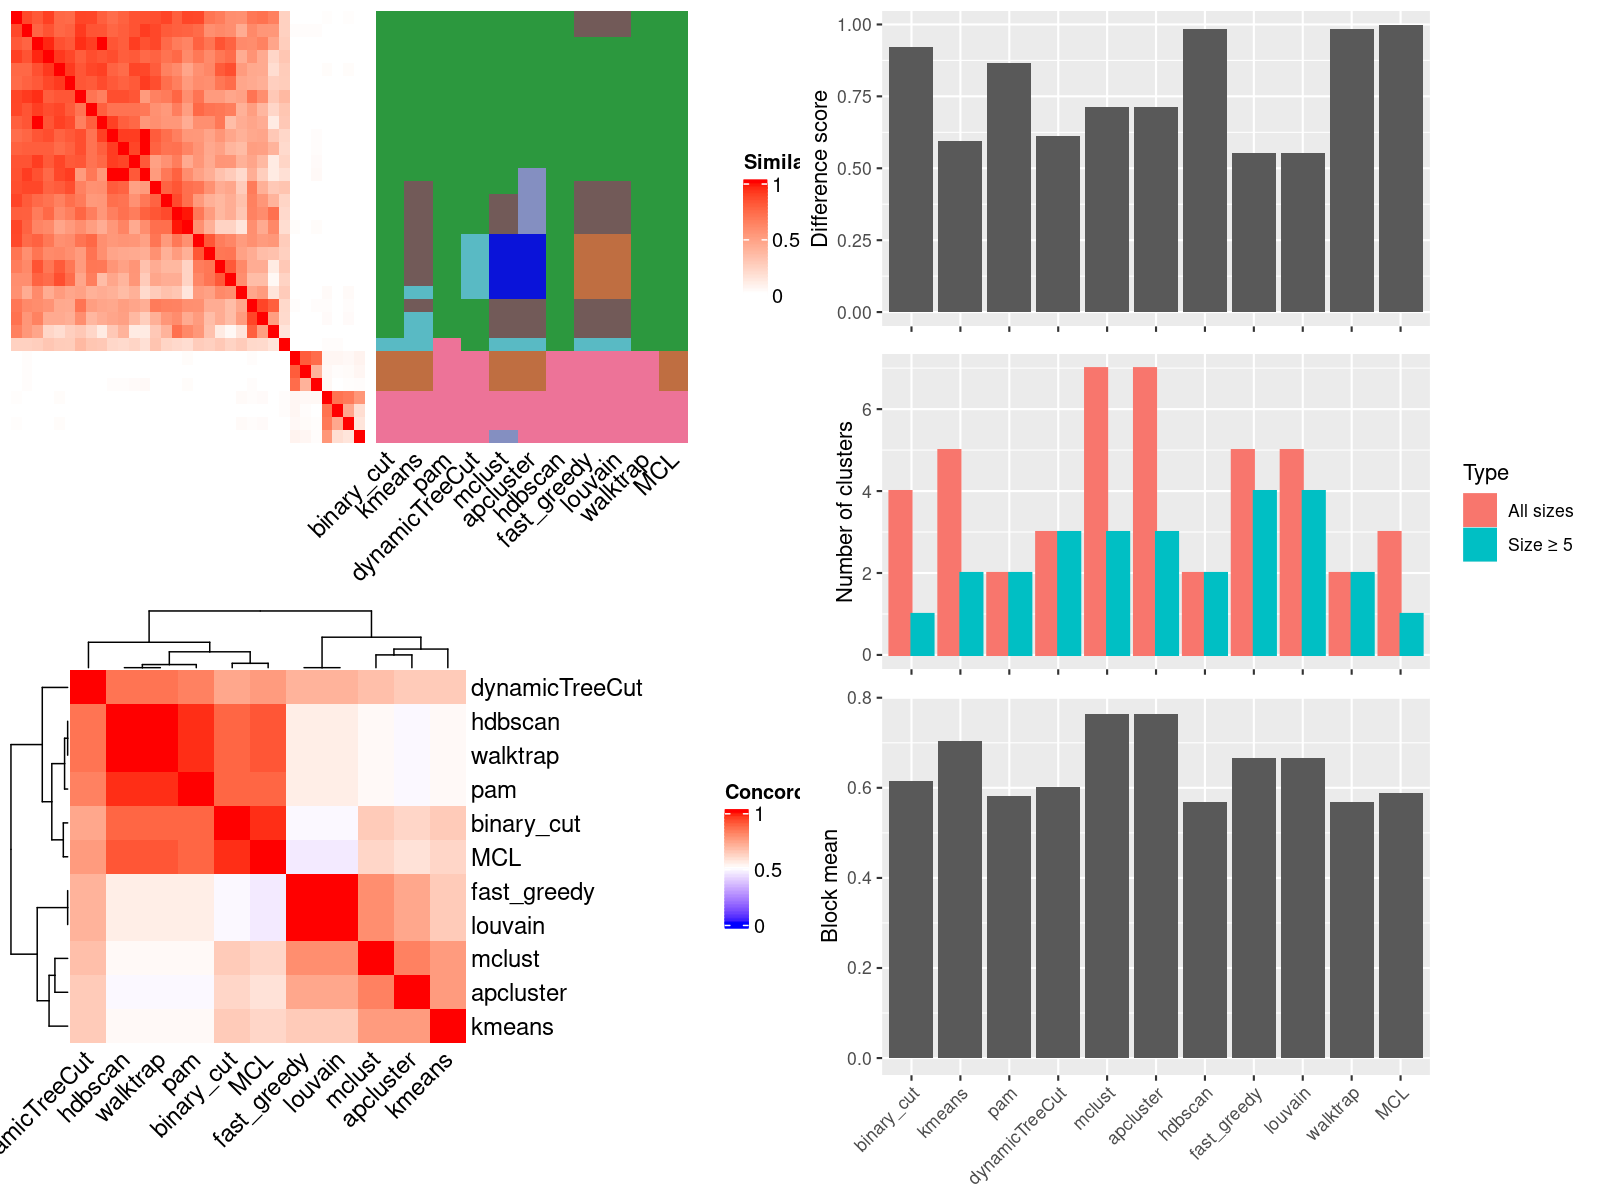 Simila
1
0.5
0
binary_cut
kmeans
pam
dynamicTreeCut
mclust
apcluster
hdbscan
fast_greedy
louvain
walktrap
MCL
dynamicTreeCut
hdbscan
walktrap
pam
binary_cut
MCL
fast_greedy
louvain
mclust
apcluster
kmeans
amicTreeCut
hdbscan
walktrap
pam
binary_cut
MCL
fast_greedy
louvain
mclust
apcluster
kmeans
Concord
1
0.5
0
Difference score
1.00
0.75
0.50
0.25
0.00
Number of clusters
6
4
2
0
Type
All sizes
Size ≥ 5
Block mean
0.8
0.6
0.4
0.2
0.0
binary_cut
kmeans
pam
dynamicTreeCut
mclust
apcluster
hdbscan
fast_greedy
louvain
walktrap
MCL